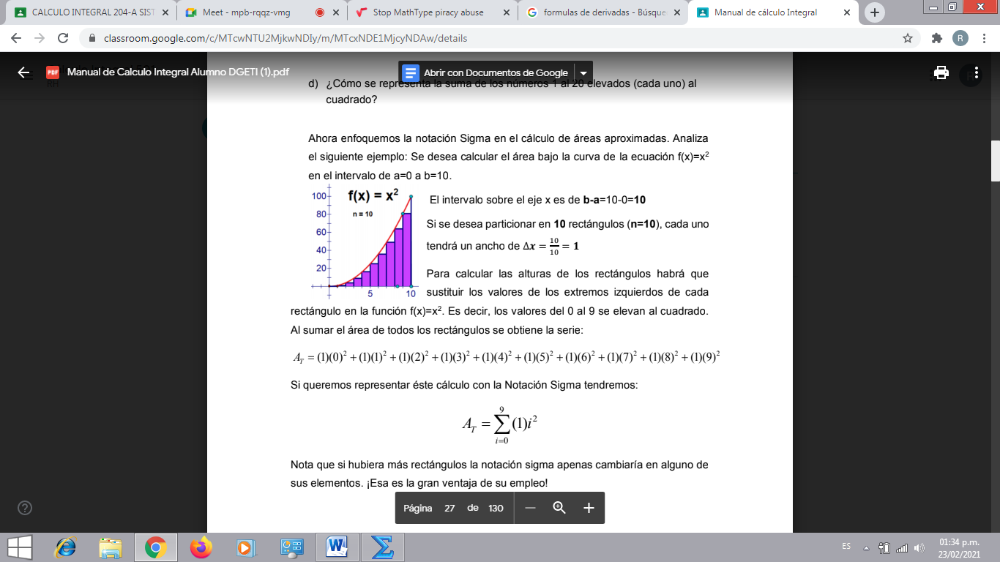 CALCULO INTEGRAL 204-A SIST
Meet - mpb-rqqz-vmg
Stop MathType piracy abuse
formulas de derivadas - Búsque
Manual de cálculo Integral
classroom.google.com/c/MTcwNTU2MjkwNDIy/m/MTcxNDE1MjcyNDAw/details
R
PDF
Manual de Calculo Integral Alumno DGETI (1).pdf
Abrir con Documentos de Google
d) ¿Cómo se representa la suma de los números 1 al 20 elevados (cada uno) al
cuadrado?
Ahora enfoquemos la notación Sigma en el cálculo de áreas aproximadas. Analiza
el siguiente ejemplo: Se desea calcular el área bajo la curva de la ecuación f(x)=x²
en el intervalo de a=0 a b=10.
f(x) = x²
n = 10
100
80
60
40
20
5
10
El intervalo sobre el eje x es de b-a=10-0=10
Si se desea particionar en 10 rectángulos (n=10), cada uno
tendrá un ancho de Δx = 10/10 = 1
Para calcular las alturas de los rectángulos habrá que
sustituir los valores de los extremos izquierdos de cada
rectángulo en la función f(x)=x². Es decir, los valores del 0 al 9 se elevan al cuadrado.
Al sumar el área de todos los rectángulos se obtiene la serie:
A_T = (1)(0)² + (1)(1)² + (1)(2)² + (1)(3)² + (1)(4)² + (1)(5)² + (1)(6)² + (1)(7)² + (1)(8)² + (1)(9)²
Si queremos representar éste cálculo con la Notación Sigma tendremos:
9
A_T = ∑(1)i²
i=0
Nota que si hubiera más rectángulos la notación sigma apenas cambiaría en alguno de
sus elementos. ¡Esa es la gran ventaja de su empleo!
Página 27 de 130
ES
01:34 p.m.
23/02/2021